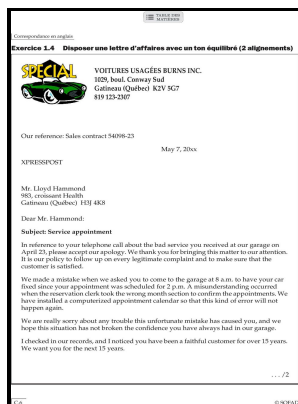 TABLE DES
MATIÈRES
Correspondance en anglais
Exercice 1.4 Disposer une lettre d'affaires avec un ton équilibré (2 alignements)
SPECIAL
VOITURES USAGÉES BURNS INC.
1029, boul. Conway Sud
Gatineau (Québec) K2V 5G7
819 123-2307
Our reference: Sales contract 54098-23
May 7, 20xx
XPRESSPOST
Mr. Lloyd Hammond
983, croissant Health
Gatineau (Québec) H3J 4K8
Dear Mr. Hammond:
Subject: Service appointment
In reference to your telephone call about the bad service you received at our garage on
April 23, please accept our apology. We thank you for bringing this matter to our attention.
It is our policy to follow up on every legitimate complaint and to make sure that the
customer is satisfied.
We made a mistake when we asked you to come to the garage at 8 a.m. to have your car
fixed since your appointment was scheduled for 2 p.m. A misunderstanding occurred
when the reservation clerk took the wrong month section to confirm the appointments. We
have installed a computerized appointment calendar so that this kind of error will not
happen again.
We are really sorry about any trouble this unfortunate mistake has caused you, and we
hope this situation has not broken the confidence you have always had in our garage.
I checked in our records, and I noticed you have been a faithful customer for over 15 years.
We want you for the next 15 years.
. . . /2
CA
© SOFAD